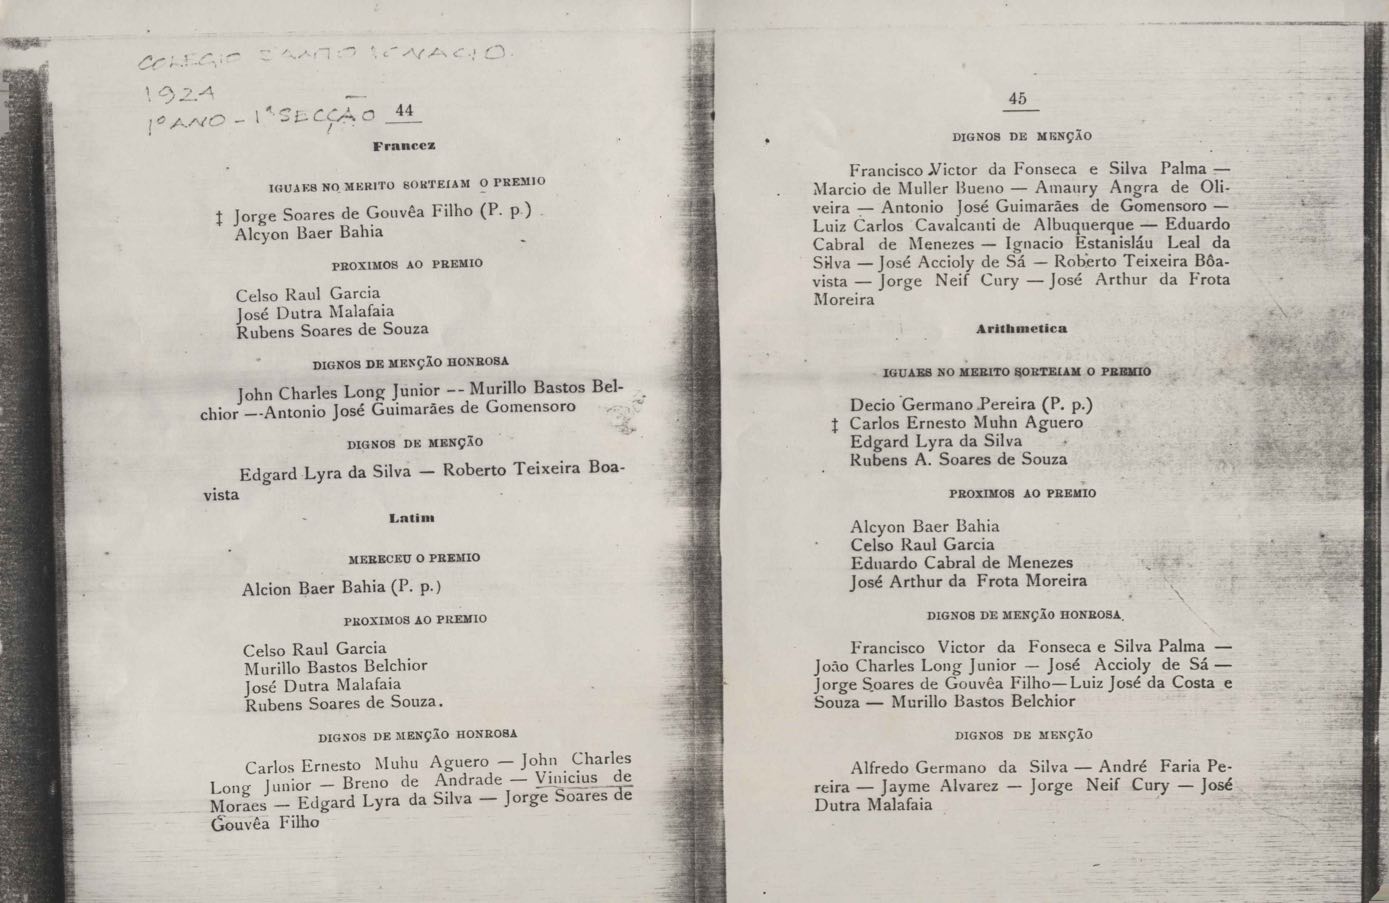 COLEGIO SANTO IGNACIO.
1924
1º ANO - 1ª SECÇÃO
44
Francez
IGUAES NO MERITO SORTEIAM O PREMIO
‡ Jorge Soares de Gouvêa Filho (P. p.)
Alcyon Baer Bahia
PROXIMOS AO PREMIO
Celso Raul Garcia
José Dutra Malafaia
Rubens Soares de Souza
DIGNOS DE MENÇÃO HONROSA
John Charles Long Junior -- Murillo Bastos Bel-
chior —-Antonio José Guimarães de Gomensoro
DIGNOS DE MENÇÃO
Edgard Lyra da Silva — Roberto Teixeira Boa-
vista
Latim
MERECEU O PREMIO
Alcion Baer Bahia (P. p.)
PROXIMOS AO PREMIO
Celso Raul Garcia
Murillo Bastos Belchior
José Dutra Malafaia
Rubens Soares de Souza.
DIGNOS DE MENÇÃO HONROSA
Carlos Ernesto Muhu Aguero — John Charles
Long Junior — Breno de Andrade — Vinicius de
Moraes — Edgard Lyra da Silva — Jorge Soares de
Gouvêa Filho
45
DIGNOS DE MENÇÃO
Francisco Victor da Fonseca e Silva Palma —
Marcio de Muller Bueno — Amaury Angra de Oli-
veira — Antonio José Guimarães de Gomensoro —
Luiz Carlos Cavalcanti de Albuquerque — Eduardo
Cabral de Menezes — Ignacio Estanisláu Leal da
Silva — José Accioly de Sá — Roberto Teixeira Bôa-
vista — Jorge Neif Cury — José Arthur da Frota
Moreira
Arithmetica
IGUAES NO MERITO SORTEIAM O PREMIO
Decio Germano Pereira (P. p.)
‡ Carlos Ernesto Muhn Aguero
Edgard Lyra da Silva
Rubens A. Soares de Souza
PROXIMOS AO PREMIO
Alcyon Baer Bahia
Celso Raul Garcia
Eduardo Cabral de Menezes
José Arthur da Frota Moreira
DIGNOS DE MENÇÃO HONROSA
Francisco Victor da Fonseca e Silva Palma —
João Charles Long Junior — José Accioly de Sá —
Jorge Soares de Gouvêa Filho—Luiz José da Costa e
Souza — Murillo Bastos Belchior
DIGNOS DE MENÇÃO
Alfredo Germano da Silva — André Faria Pe-
reira — Jayme Alvarez — Jorge Neif Cury — José
Dutra Malafaia